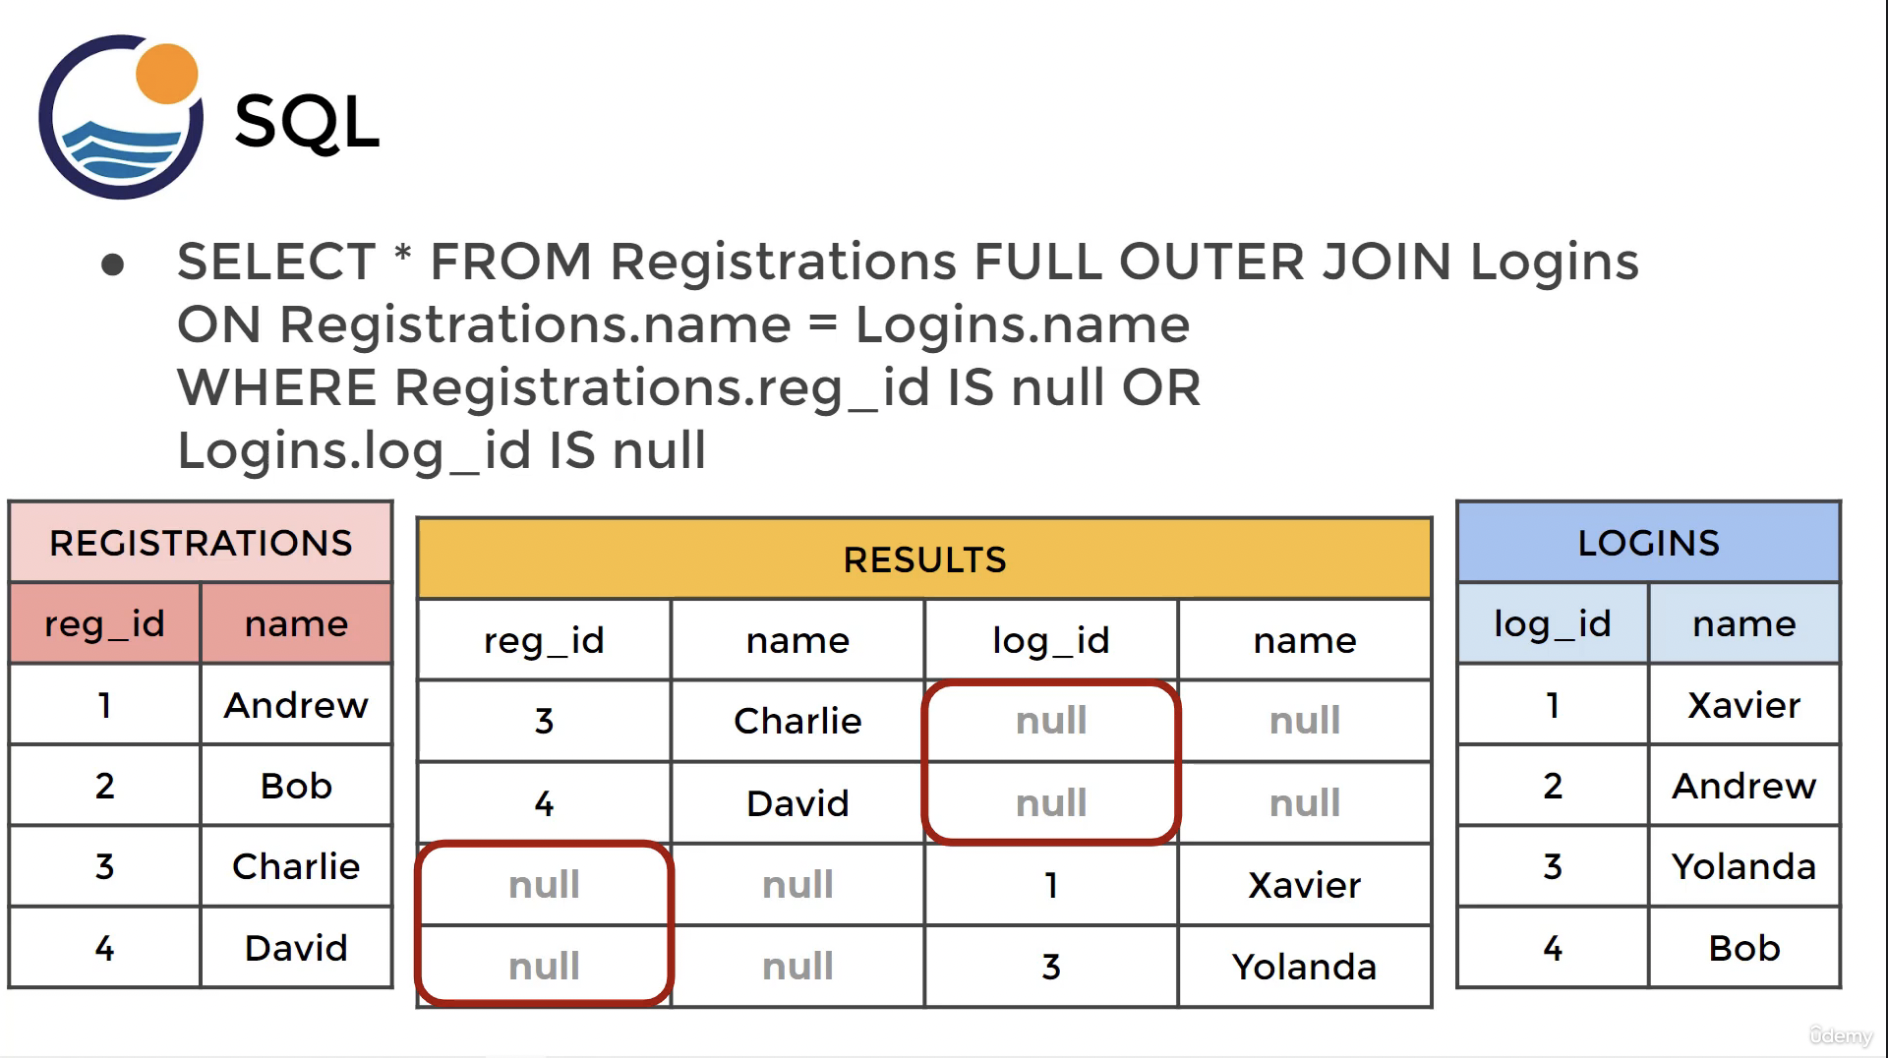 SQL
● SELECT * FROM Registrations FULL OUTER JOIN Logins
ON Registrations.name = Logins.name
WHERE Registrations.reg_id IS null OR
Logins.log_id IS null
REGISTRATIONS
reg_id name
1 Andrew
2 Bob
3 Charlie
4 David
RESULTS
reg_id name log_id name
3 Charlie null null
4 David null null
null null 1 Xavier
null null 3 Yolanda
LOGINS
log_id name
1 Xavier
2 Andrew
3 Yolanda
4 Bob
ûdemy